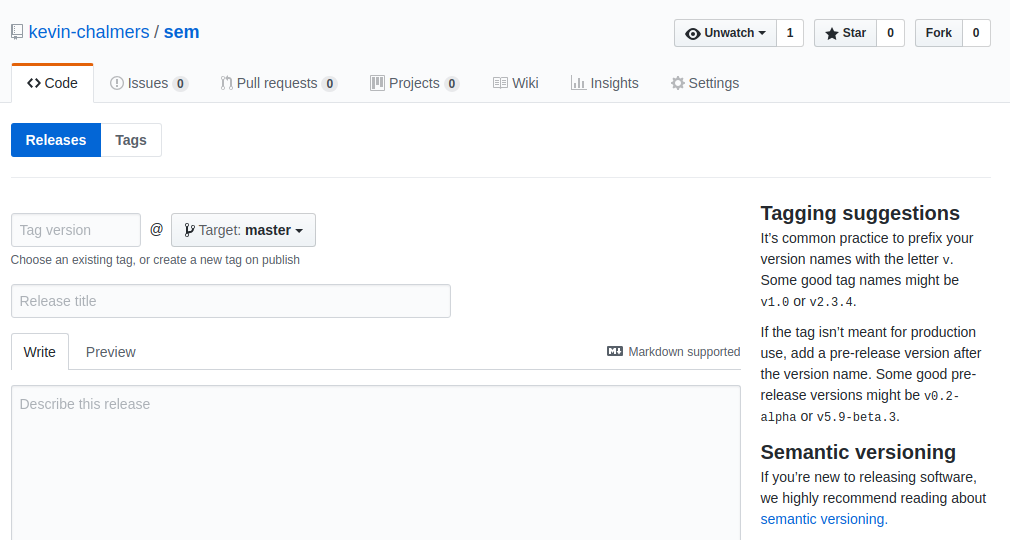 kevin-chalmers / sem
Unwatch 1 Star 0 Fork 0
Code Issues 0 Pull requests 0 Projects 0 Wiki Insights Settings
Releases Tags
Tag version @ Target: master
Choose an existing tag, or create a new tag on publish
Release title
Write Preview Markdown supported
Describe this release
Tagging suggestions
It’s common practice to prefix your
version names with the letter v.
Some good tag names might be
v1.0 or v2.3.4.
If the tag isn’t meant for production
use, add a pre-release version after
the version name. Some good pre-
release versions might be v0.2-
alpha or v5.9-beta.3.
Semantic versioning
If you’re new to releasing software,
we highly recommend reading about
semantic versioning.